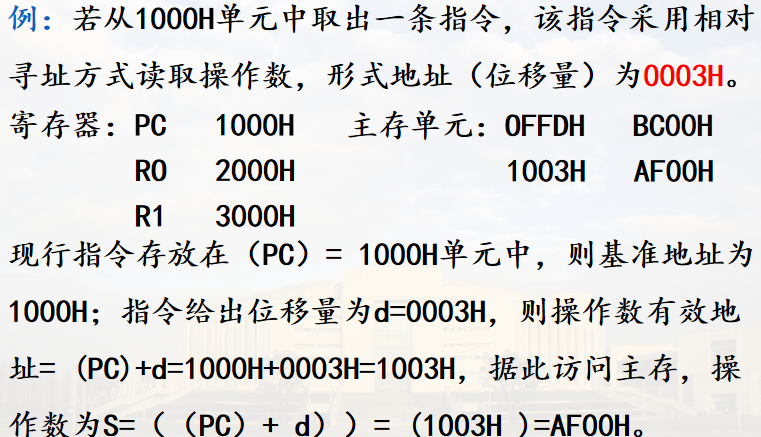 例：若从1000H单元中取出一条指令，该指令采用相对
寻址方式读取操作数，形式地址（位移量）为0003H。
寄存器：PC 1000H 主存单元：0FFDH BC00H
R0 2000H 1003H AF00H
R1 3000H
现行指令存放在（PC）= 1000H单元中，则基准地址为
1000H；指令给出位移量为d=0003H，则操作数有效地
址= (PC)+d=1000H+0003H=1003H，据此访问主存，操
作数为S=（（PC）+ d））=（1003H )=AF00H。